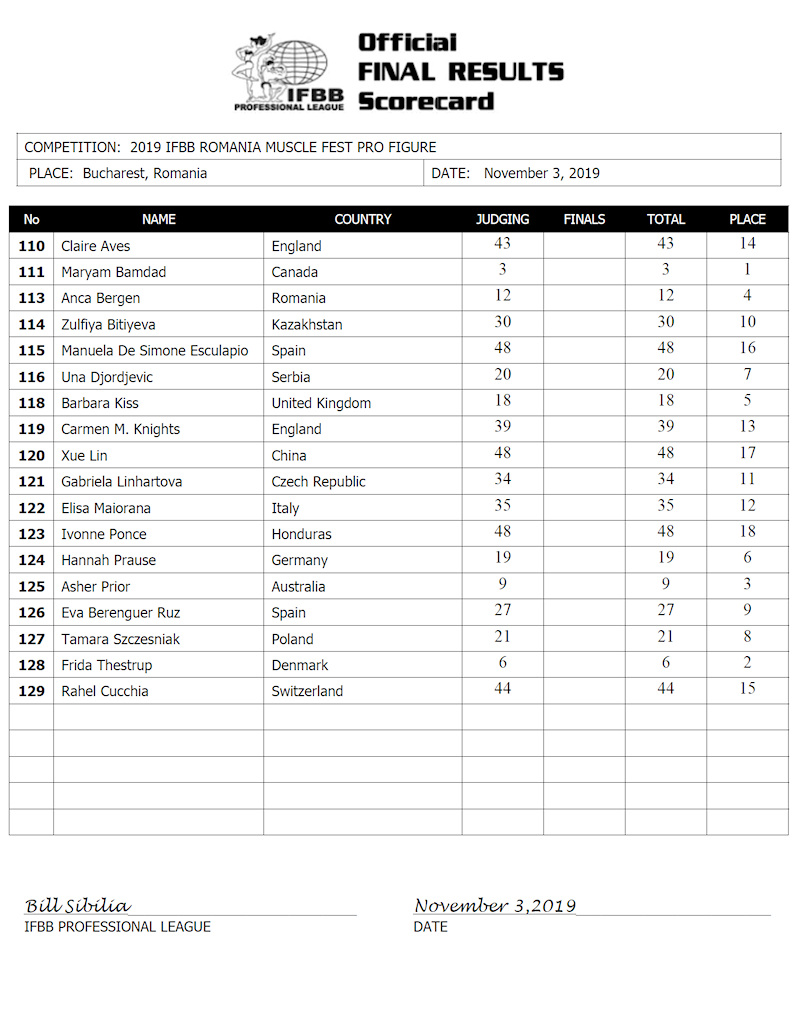 Official
FINAL RESULTS
Scorecard
IFBB
PROFESSIONAL LEAGUE
COMPETITION: 2019 IFBB ROMANIA MUSCLE FEST PRO FIGURE
PLACE: Bucharest, Romania DATE: November 3, 2019
No NAME COUNTRY JUDGING FINALS TOTAL PLACE
110 Claire Aves England 43 43 14
111 Maryam Bamdad Canada 3 3 1
113 Anca Bergen Romania 12 12 4
114 Zulfiya Bitiyeva Kazakhstan 30 30 10
115 Manuela De Simone Esculapio Spain 48 48 16
116 Una Djordjevic Serbia 20 20 7
118 Barbara Kiss United Kingdom 18 18 5
119 Carmen M. Knights England 39 39 13
120 Xue Lin China 48 48 17
121 Gabriela Linhartova Czech Republic 34 34 11
122 Elisa Maiorana Italy 35 35 12
123 Ivonne Ponce Honduras 48 48 18
124 Hannah Prause Germany 19 19 6
125 Asher Prior Australia 9 9 3
126 Eva Berenguer Ruz Spain 27 27 9
127 Tamara Szczesniak Poland 21 21 8
128 Frida Thestrup Denmark 6 6 2
129 Rahel Cucchia Switzerland 44 44 15
Bill Sibilia November 3,2019
IFBB PROFESSIONAL LEAGUE DATE